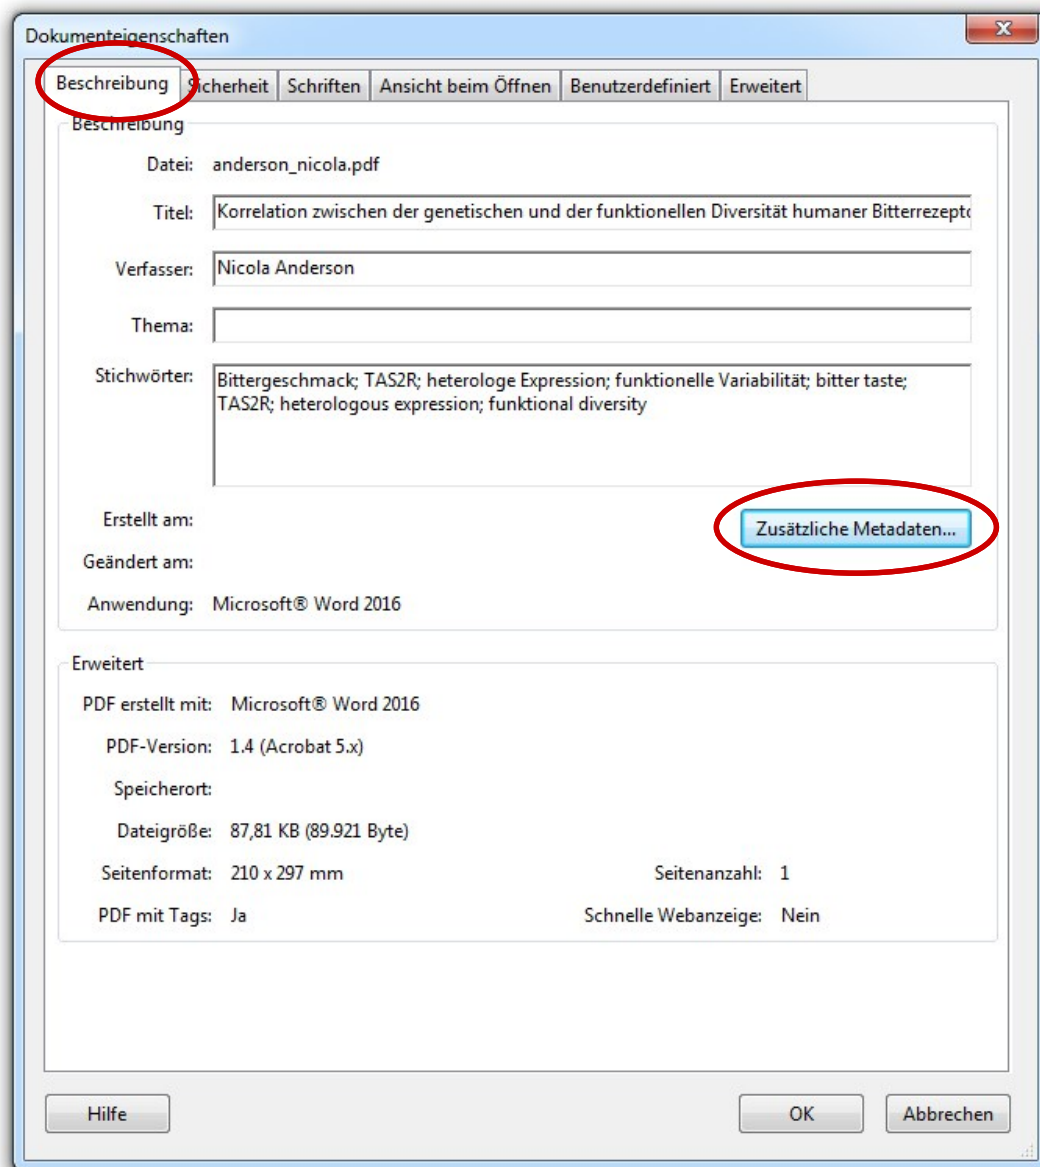 Dokumenteigenschaften
Beschreibung Sicherheit Schriften Ansicht beim Öffnen Benutzerdefiniert Erweitert
Beschreibung
Datei: anderson_nicola.pdf
Titel: Korrelation zwischen der genetischen und der funktionellen Diversität humaner Bitterrezepto
Verfasser: Nicola Anderson
Thema:
Stichwörter: Bittergeschmack; TAS2R; heterologe Expression; funktionelle Variabilität; bitter taste;
TAS2R; heterologous expression; funktional diversity
Erstellt am: Zusätzliche Metadaten...
Geändert am:
Anwendung: Microsoft® Word 2016
Erweitert
PDF erstellt mit: Microsoft® Word 2016
PDF-Version: 1.4 (Acrobat 5.x)
Speicherort:
Dateigröße: 87,81 KB (89.921 Byte)
Seitenformat: 210 x 297 mm Seitenanzahl: 1
PDF mit Tags: Ja Schnelle Webanzeige: Nein
Hilfe OK Abbrechen